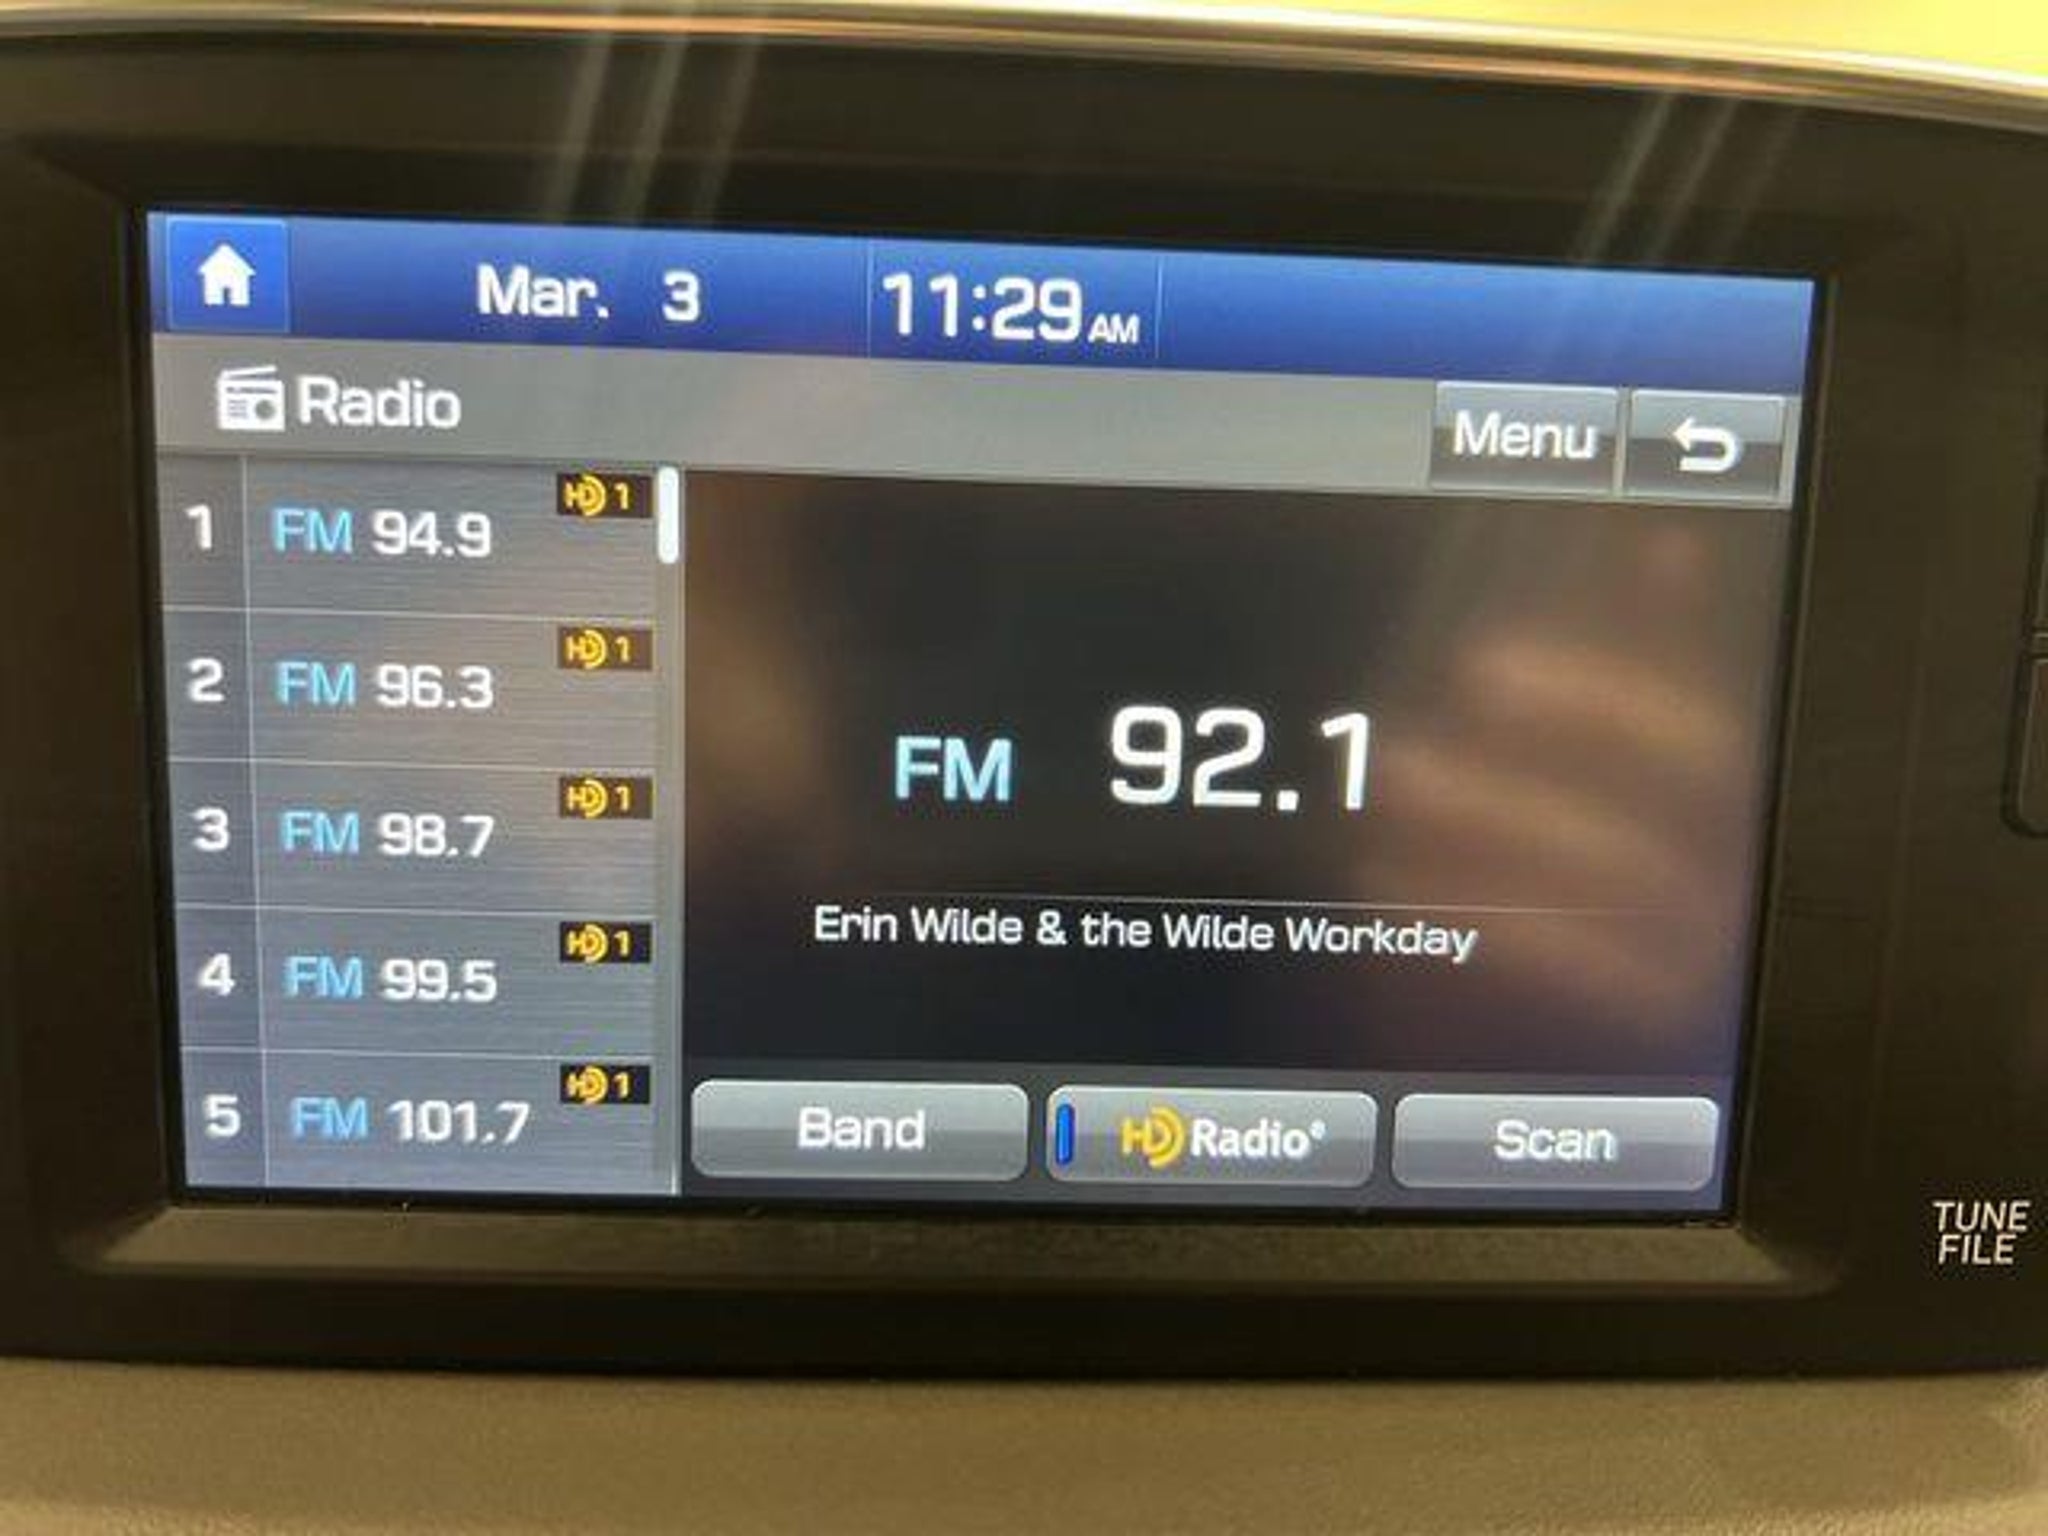 Mar. 3 11:29 AM
Radio
Menu
1 FM 94.9 HD 1
2 FM 96.3 HD 1
3 FM 98.7 HD 1
4 FM 99.5 HD 1
5 FM 101.7 HD 1
FM 92.1
Erin Wilde & the Wilde Workday
Band
HD Radio®
Scan
TUNE
FILE